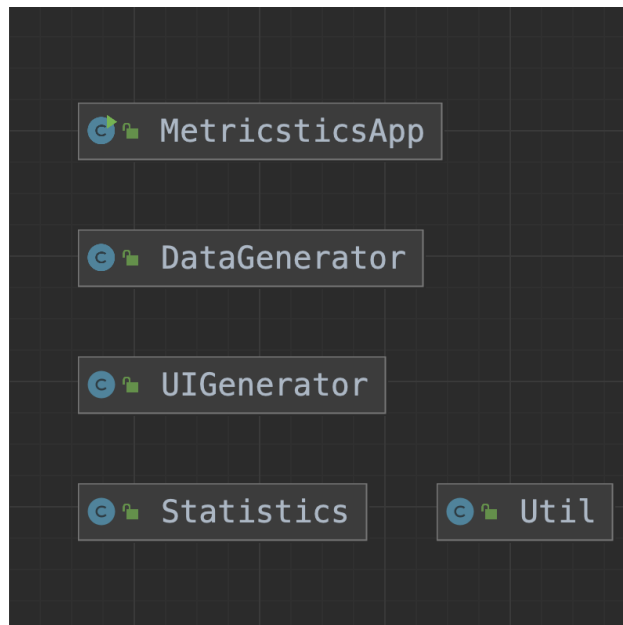 MetricsticsApp
DataGenerator
UIGenerator
Statistics
Util